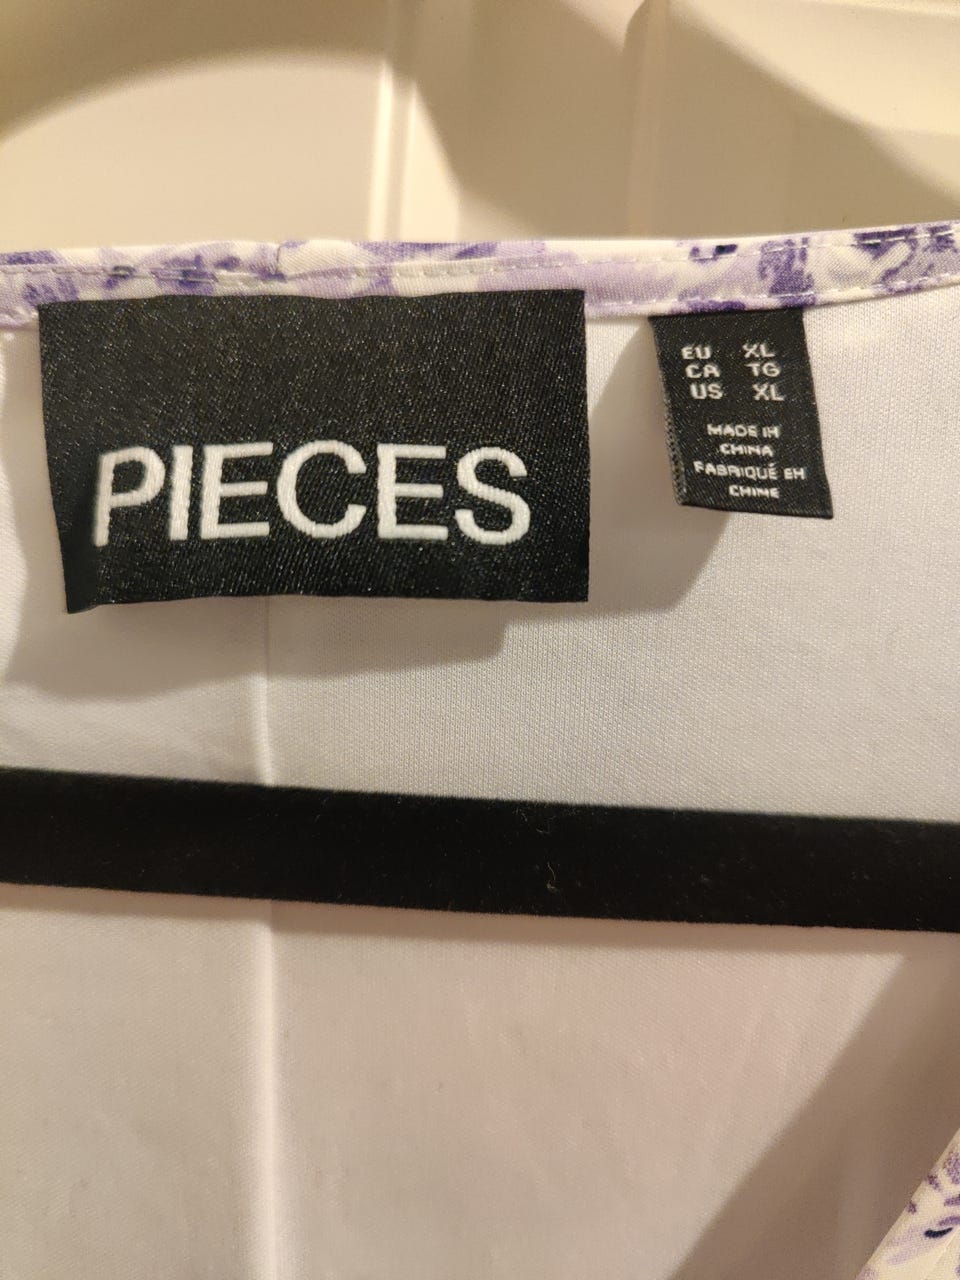 PIECES
EU XL
CA TG
US XL
MADE IN
CHINA
FABRIQUÉ EN
CHINE